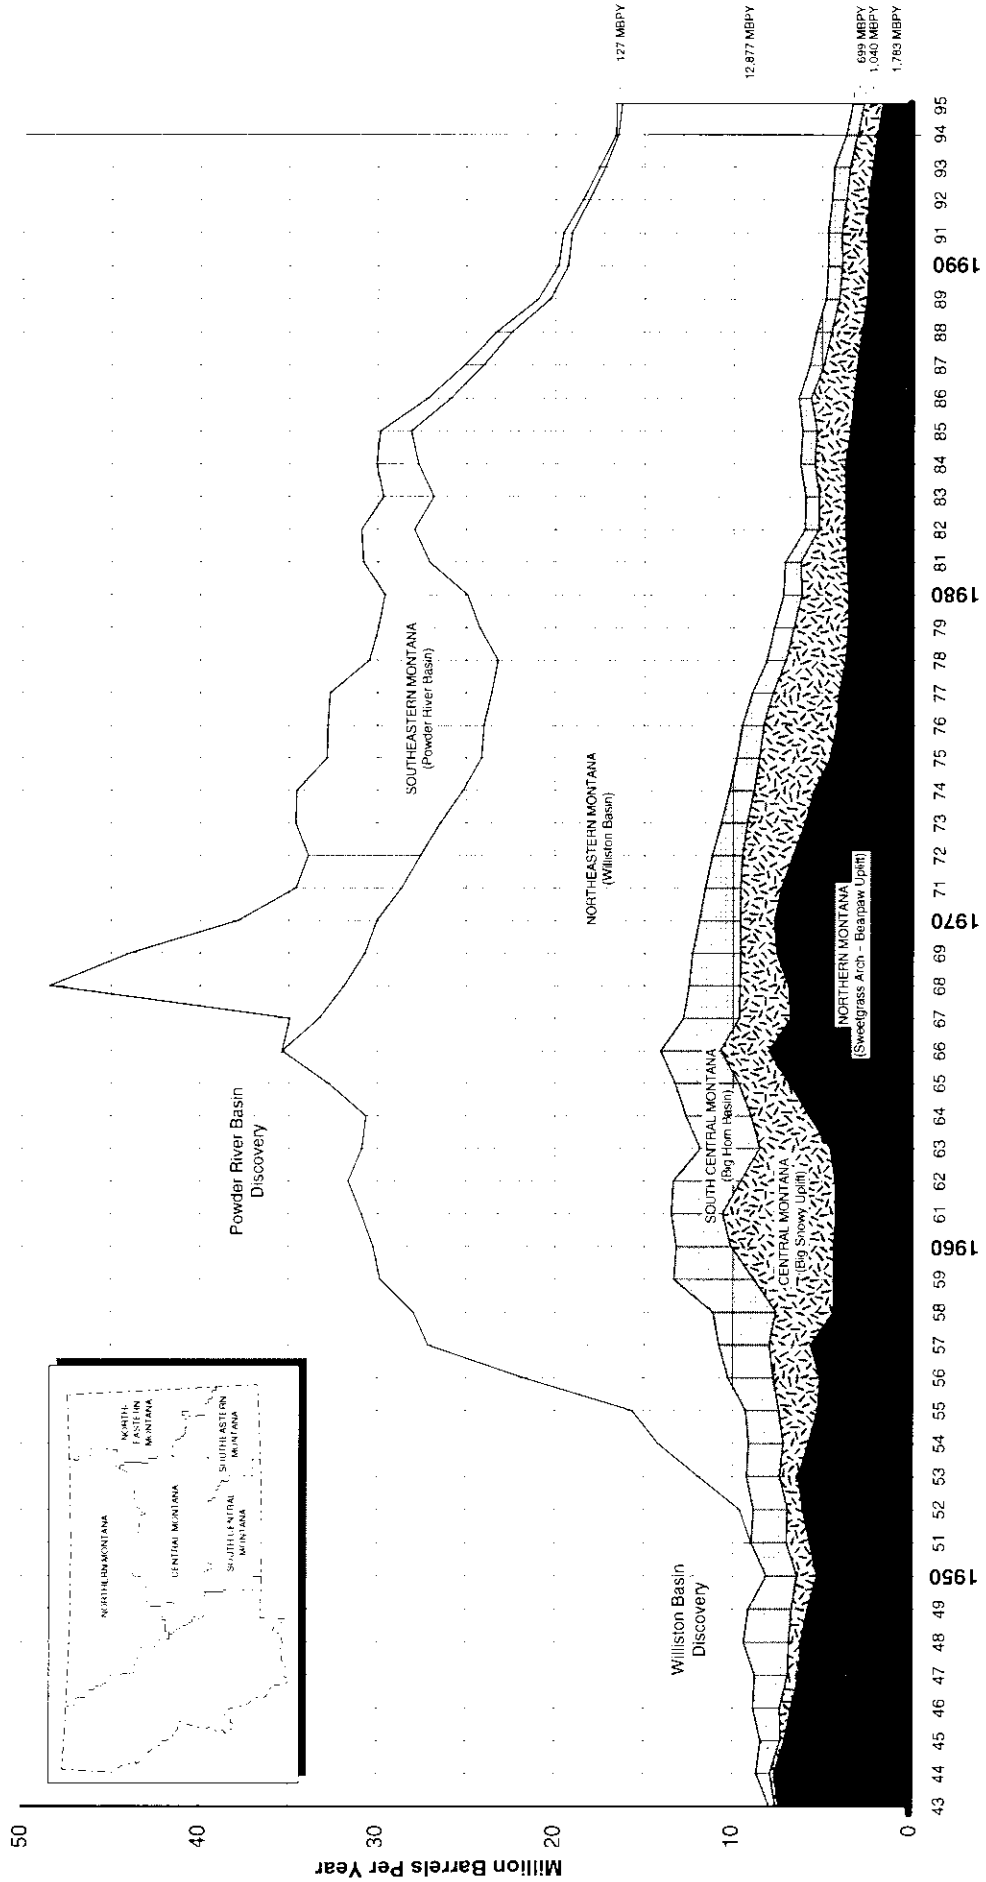 50
40
30
20
10
0
Million Barrels Per Year
NORTHERN MONTANA
NORTH-
EASTERN
MONTANA
CENTRAL MONTANA
SOUTH CENTRAL
MONTANA
SOUTHEASTERN
MONTANA
Powder River Basin
Discovery
Williston Basin
Discovery
SOUTHEASTERN MONTANA
(Powder River Basin)
NORTHEASTERN MONTANA
(Williston Basin)
SOUTH CENTRAL MONTANA
(Big Horn Basin)
CENTRAL MONTANA
(Big Snowy Uplift)
NORTHERN MONTANA
(Sweetgrass Arch - Bearpaw Uplift)
127 MBPY
12,877 MBPY
699 MBPY
1,040 MBPY
1,783 MBPY
43 44 45 46 47 48 49 1950 51 52 53 54 55 56 57 58 59 1960 61 62 63 64 65 66 67 68 69 1970 71 72 73 74 75 76 77 78 79 1980 81 82 83 84 85 86 87 88 89 1990 91 92 93 94 95